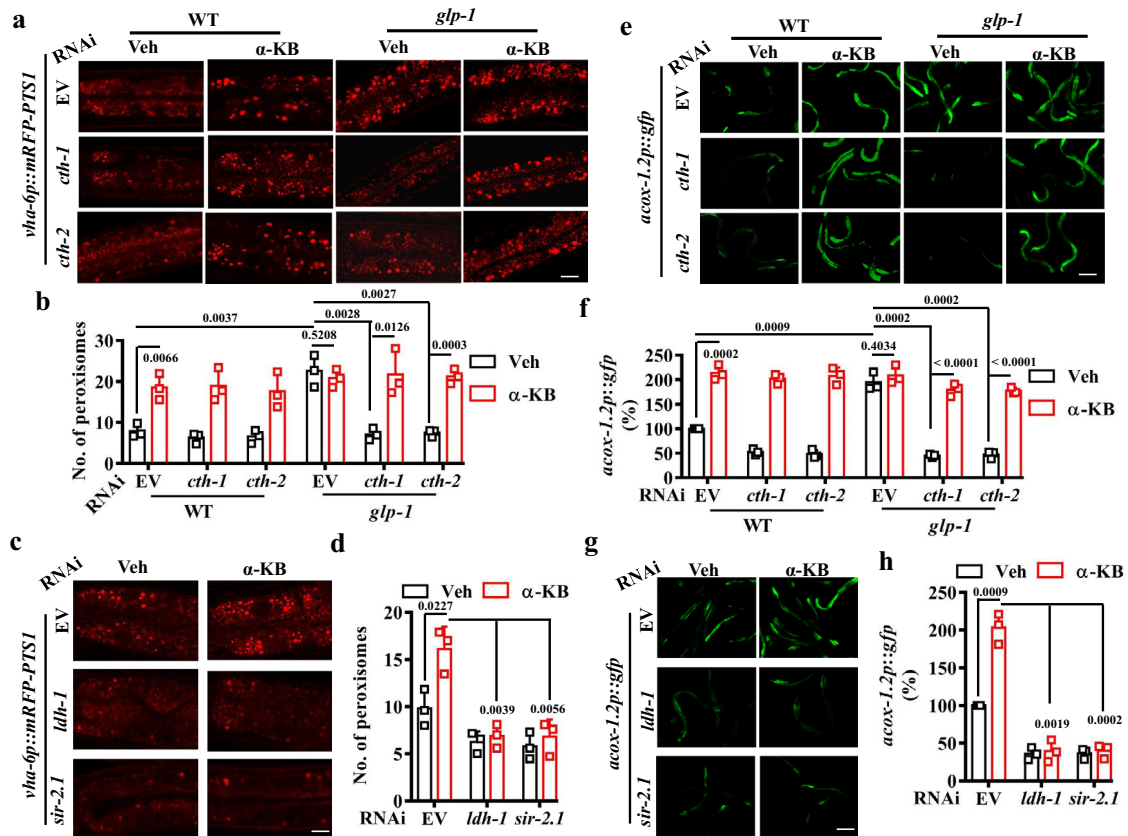 a
WT
glp-1
RNAi
Veh
α-KB
Veh
α-KB
vha-6p::mRFP-PTS1
EV
cth-1
cth-2
b
No. of peroxisomes
30
20
10
0
0.0037
0.0066
0.0027
0.0028
0.5208
0.0126
0.0003
Veh
α-KB
RNAi
EV
cth-1
cth-2
EV
cth-1
cth-2
WT
glp-1
c
RNAi
Veh
α-KB
vha-6p::mRFP-PTS1
EV
ldh-1
sir-2.1
d
Veh
α-KB
No. of peroxisomes
20
15
10
5
0
0.0227
0.0039
0.0056
RNAi
EV
ldh-1
sir-2.1
e
WT
glp-1
RNAi
Veh
α-KB
Veh
α-KB
acox-1.2p::gfp
EV
cth-1
cth-2
f
acox-1.2p::gfp
(%)
250
200
150
100
50
0
0.0009
0.0002
0.0002
0.0002
0.4034
< 0.0001
< 0.0001
Veh
α-KB
RNAi
EV
cth-1
cth-2
EV
cth-1
cth-2
WT
glp-1
g
RNAi
Veh
α-KB
acox-1.2p::gfp
EV
ldh-1
sir-2.1
h
Veh
α-KB
acox-1.2p::gfp
(%)
250
200
150
100
50
0
0.0009
0.0019
0.0002
RNAi
EV
ldh-1
sir-2.1